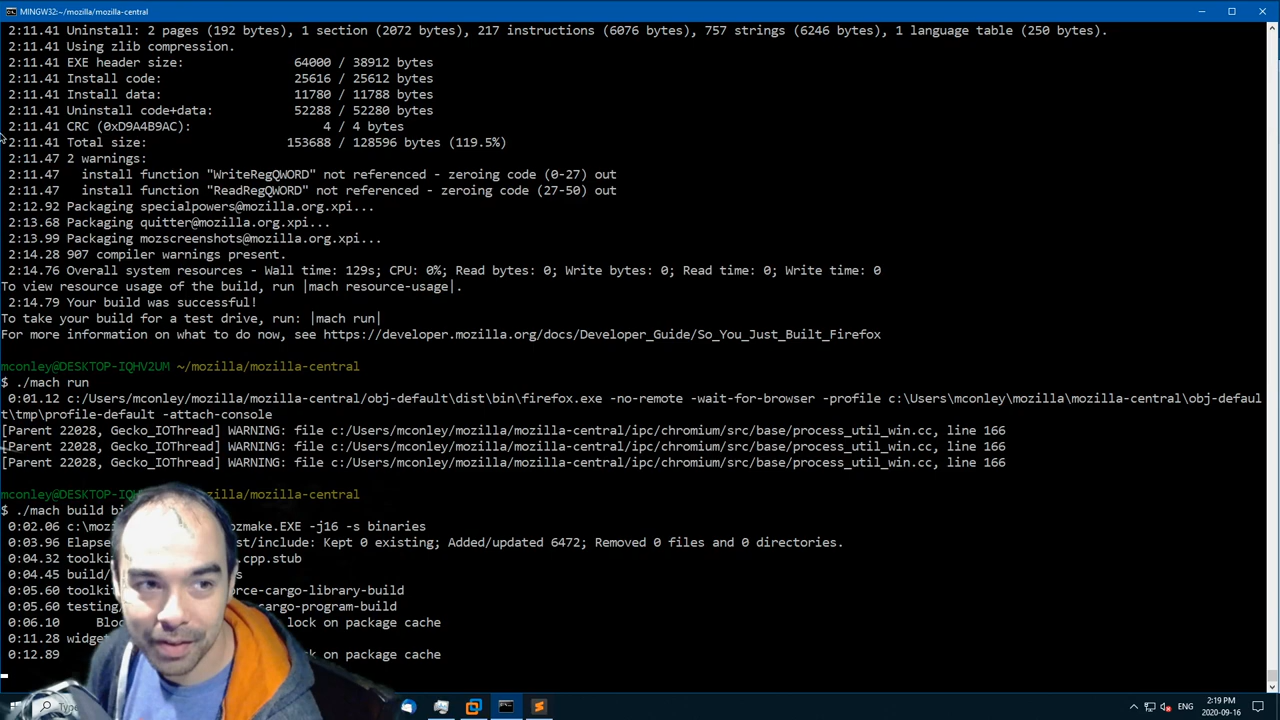 MINGW32:~/mozilla/mozilla-central
2:11.41 Uninstall: 2 pages (192 bytes), 1 section (2072 bytes), 217 instructions (6076 bytes), 757 strings (6246 bytes), 1 language table (250 bytes).
2:11.41 Using zlib compression.
2:11.41 EXE header size: 64000 / 38912 bytes
2:11.41 Install code: 25616 / 25612 bytes
2:11.41 Install data: 11780 / 11788 bytes
2:11.41 Uninstall code+data: 52288 / 52280 bytes
2:11.41 CRC (0xD9A4B9AC): 4 / 4 bytes
2:11.41 Total size: 153688 / 128596 bytes (119.5%)
2:11.47 2 warnings:
2:11.47 install function "WriteRegQWORD" not referenced - zeroing code (0-27) out
2:11.47 install function "ReadRegQWORD" not referenced - zeroing code (27-50) out
2:12.92 Packaging specialpowers@mozilla.org.xpi...
2:13.68 Packaging quitter@mozilla.org.xpi...
2:13.99 Packaging mozscreenshots@mozilla.org.xpi...
2:14.28 907 compiler warnings present.
2:14.76 Overall system resources - Wall time: 129s; CPU: 0%; Read bytes: 0; Write bytes: 0; Read time: 0; Write time: 0
To view resource usage of the build, run |mach resource-usage|.
2:14.79 Your build was successful!
To take your build for a test drive, run: |mach run|
For more information on what to do now, see https://developer.mozilla.org/docs/Developer_Guide/So_You_Just_Built_Firefox
mconley@DESKTOP-IQHV2UM ~/mozilla/mozilla-central
$ ./mach run
0:01.12 c:/Users/mconley/mozilla/mozilla-central/obj-default\dist\bin\firefox.exe -no-remote -wait-for-browser -profile c:\Users\mconley\mozilla\mozilla-central\obj-defaul
t\tmp\profile-default -attach-console
[Parent 22028, Gecko_IOThread] WARNING: file c:/Users/mconley/mozilla/mozilla-central/ipc/chromium/src/base/process_util_win.cc, line 166
[Parent 22028, Gecko_IOThread] WARNING: file c:/Users/mconley/mozilla/mozilla-central/ipc/chromium/src/base/process_util_win.cc, line 166
[Parent 22028, Gecko_IOThread] WARNING: file c:/Users/mconley/mozilla/mozilla-central/ipc/chromium/src/base/process_util_win.cc, line 166
mconley@DESKTOP-IQH ~/mozilla/mozilla-central
$ ./mach build bi
0:02.06 c:\moz ozmake.EXE -j16 -s binaries
0:03.96 Elapse st/include: Kept 0 existing; Added/updated 6472; Removed 0 files and 0 directories.
0:04.32 toolki .cpp.stub
0:04.45 build/ s
0:05.60 toolki orce-cargo-library-build
0:05.60 testing -cargo-program-build
0:06.10 Bloc lock on package cache
0:11.28 widge
0:12.89 ck on package cache
Type
ENG
2:19 PM
2020-09-16